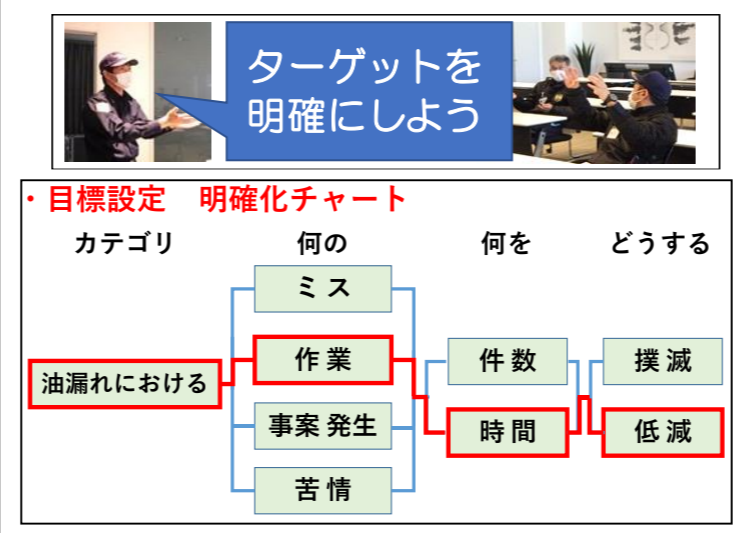 ターゲットを
明確にしよう
・目標設定　明確化チャート
カテゴリ　何の　何を　どうする
ミス
作業　件数　撲滅
油漏れにおける
事案発生　時間　低減
苦情